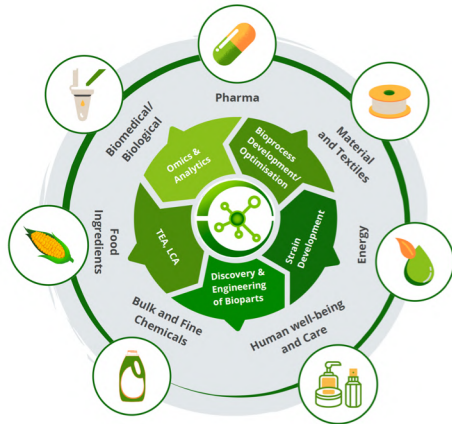 Pharma
Material
and Textiles
Energy
Human well-being
and Care
Bulk and Fine
Chemicals
Food
Ingredients
Biomedical/
Biological
Omics &
Analytics
Bioprocess
Development/
Optimisation
Strain
Development
Discovery &
Engineering
of Bioparts
TEA, LCA